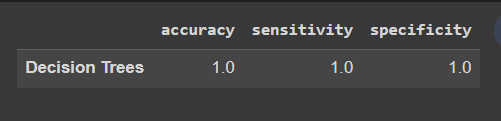 accuracy sensitivity specificity
Decision Trees 1.0 1.0 1.0